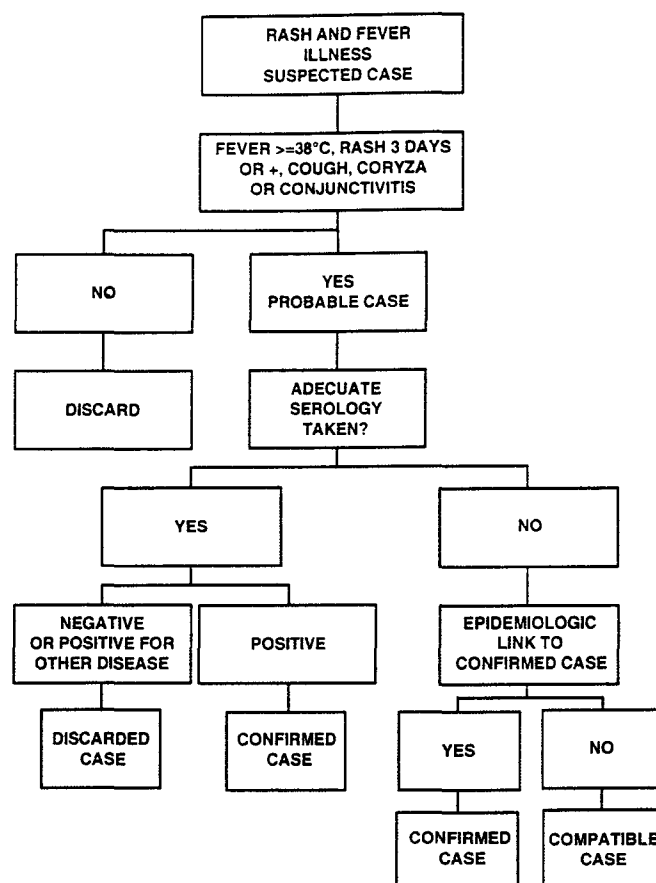 RASH AND FEVER
ILLNESS
SUSPECTED CASE
FEVER >=38°C, RASH 3 DAYS
OR +, COUGH, CORYZA
OR CONJUNCTIVITIS
NO
YES
PROBABLE CASE
DISCARD
ADECUATE
SEROLOGY
TAKEN?
YES
NO
NEGATIVE
OR POSITIVE FOR
OTHER DISEASE
POSITIVE
EPIDEMIOLOGIC
LINK TO
CONFIRMED CASE
DISCARDED
CASE
CONFIRMED
CASE
YES
NO
CONFIRMED
CASE
COMPATIBLE
CASE